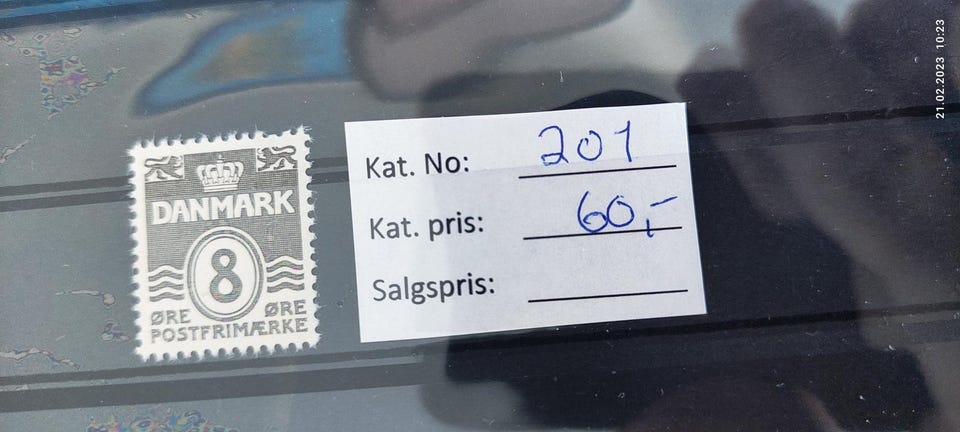 DANMARK
8
ØRE ØRE
POSTFRIMÆRKE
Kat. No: 201
Kat. pris: 60,-
Salgspris:
21.02.2023 10:23